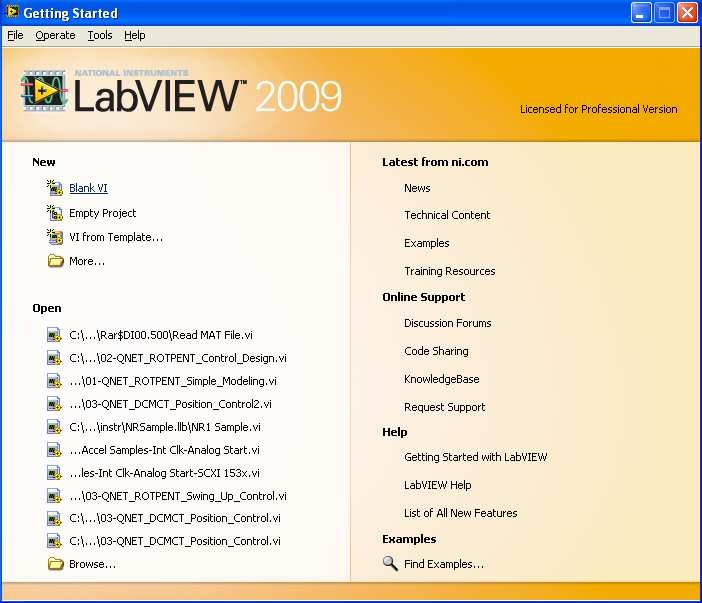 Getting Started
File Operate Tools Help
NATIONAL INSTRUMENTS
LabVIEW™ 2009
Licensed for Professional Version
New
Blank VI
Empty Project
VI from Template...
More...
Open
C:\...\Rar$DI00.500\Read MAT File.vi
C:\...\02-QNET_ROTPENT_Control_Design.vi
...\01-QNET_ROTPENT_Simple_Modeling.vi
...\03-QNET_DCMCT_Position_Control2.vi
C:\...\instr\NRSample.llb\NR1 Sample.vi
...Accel Samples-Int Clk-Analog Start.vi
...les-Int Clk-Analog Start-SCXI 153x.vi
...\03-QNET_ROTPENT_Swing_Up_Control.vi
C:\...\03-QNET_DCMCT_Position_Control.vi
C:\...\03-QNET_DCMCT_Position_Control.vi
Browse...
Latest from ni.com
News
Technical Content
Examples
Training Resources
Online Support
Discussion Forums
Code Sharing
KnowledgeBase
Request Support
Help
Getting Started with LabVIEW
LabVIEW Help
List of All New Features
Examples
Find Examples...